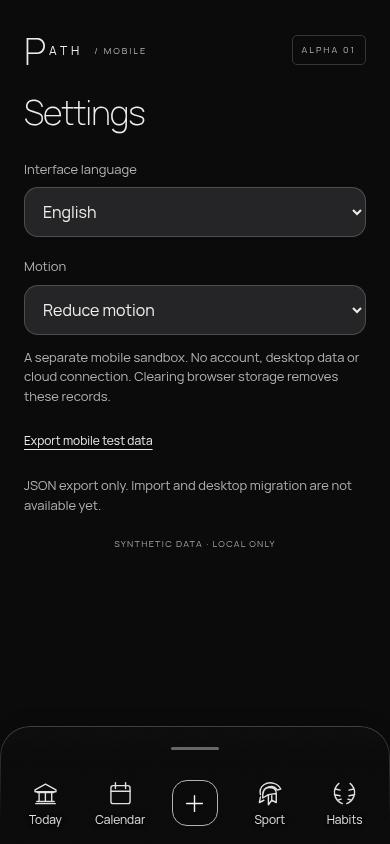 PATH / MOBILE
ALPHA 01
Settings
Interface language
English
Motion
Reduce motion
A separate mobile sandbox. No account, desktop data or
cloud connection. Clearing browser storage removes
these records.
Export mobile test data
JSON export only. Import and desktop migration are not
available yet.
SYNTHETIC DATA · LOCAL ONLY
Today
Calendar
Sport
Habits